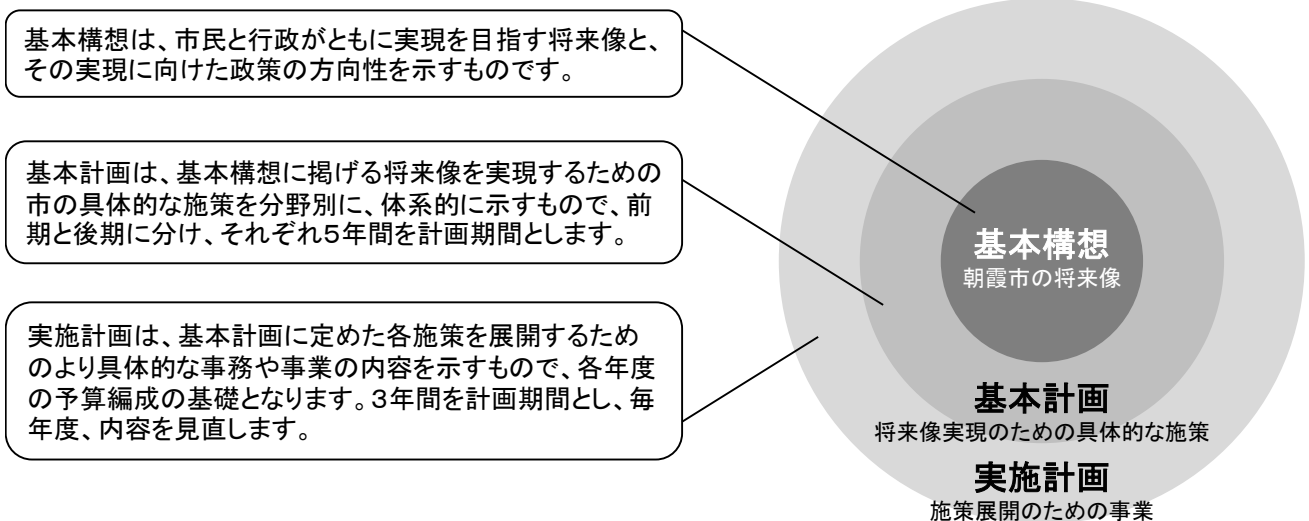 基本構想は、市民と行政がともに実現を目指す将来像と、
その実現に向けた政策の方向性を示すものです。
基本計画は、基本構想に掲げる将来像を実現するための
市の具体的な施策を分野別に、体系的に示すもので、前
期と後期に分け、それぞれ５年間を計画期間とします。
実施計画は、基本計画に定めた各施策を展開するため
のより具体的な事務や事業の内容を示すもので、各年度
の予算編成の基礎となります。３年間を計画期間とし、毎
年度、内容を見直します。
基本構想
朝霞市の将来像
基本計画
将来像実現のための具体的な施策
実施計画
施策展開のための事業